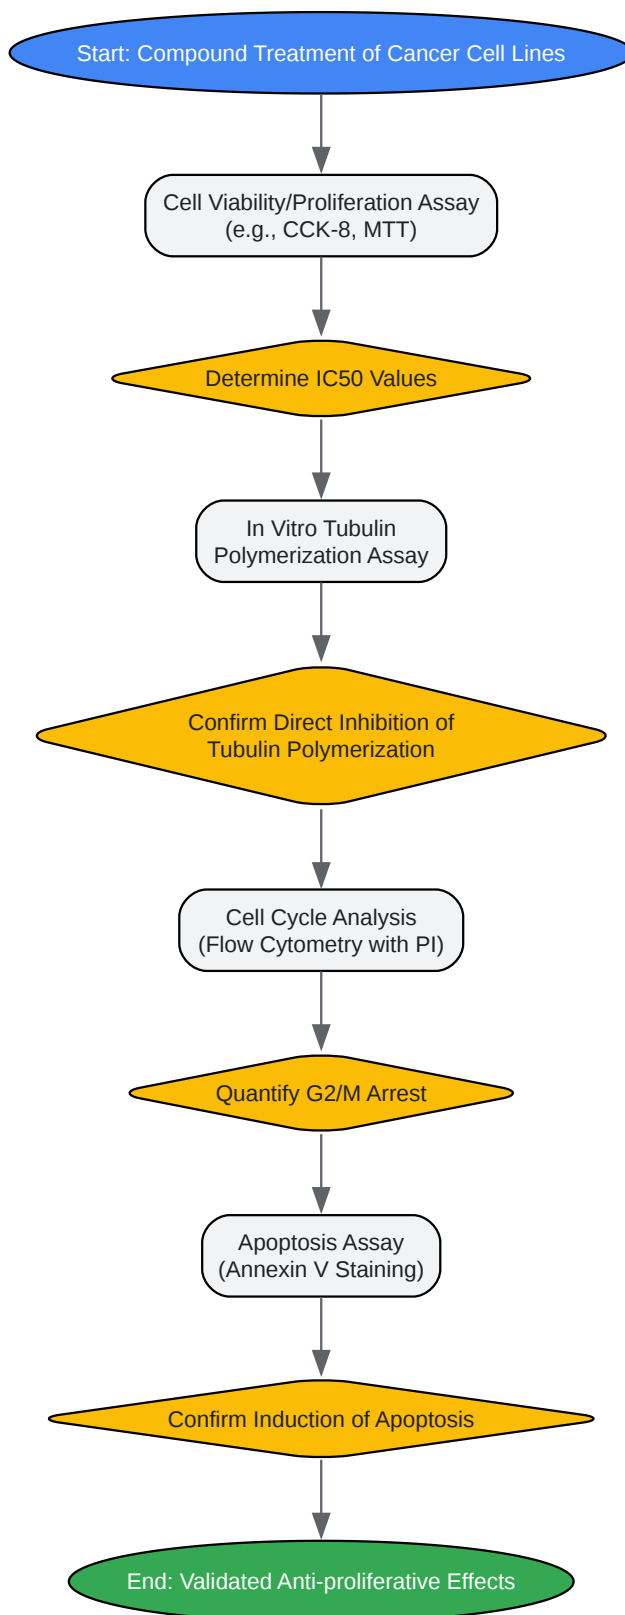 Start: Compound Treatment of Cancer Cell Lines
Cell Viability/Proliferation Assay
(e.g., CCK-8, MTT)
Determine IC50 Values
In Vitro Tubulin
Polymerization Assay
Confirm Direct Inhibition of
Tubulin Polymerization
Cell Cycle Analysis
(Flow Cytometry with PI)
Quantify G2/M Arrest
Apoptosis Assay
(Annexin V Staining)
Confirm Induction of Apoptosis
End: Validated Anti-proliferative Effects